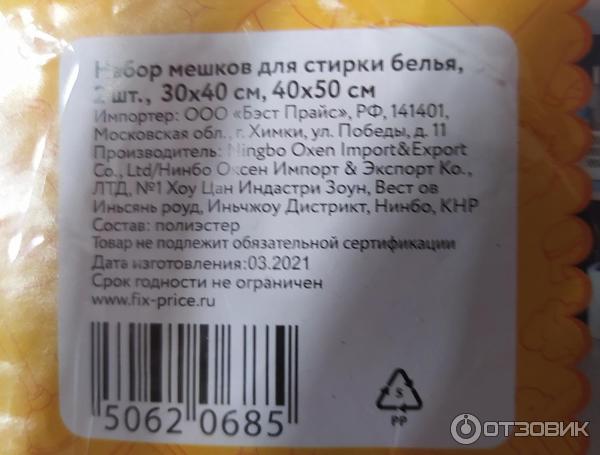 Набор мешков для стирки белья,
2 шт., 30х40 см, 40х50 см
Импортер: ООО «Бэст Прайс», РФ, 141401,
Московская обл., г. Химки, ул. Победы, д. 11
Производитель: Ningbo Oxen Import&Export
Co., Ltd/Нинбо Оксен Импорт & Экспорт Ко.,
ЛТД, №1 Хоу Цан Индастри Зоун, Вест ов
Иньсянь роуд, Иньчжоу Дистрикт, Нинбо, КНР
Состав: полиэстер
Товар не подлежит обязательной сертификации
Дата изготовления:03.2021
Срок годности не ограничен
www.fix-price.ru
5062 0685
5
PP
ОТЗОВИК